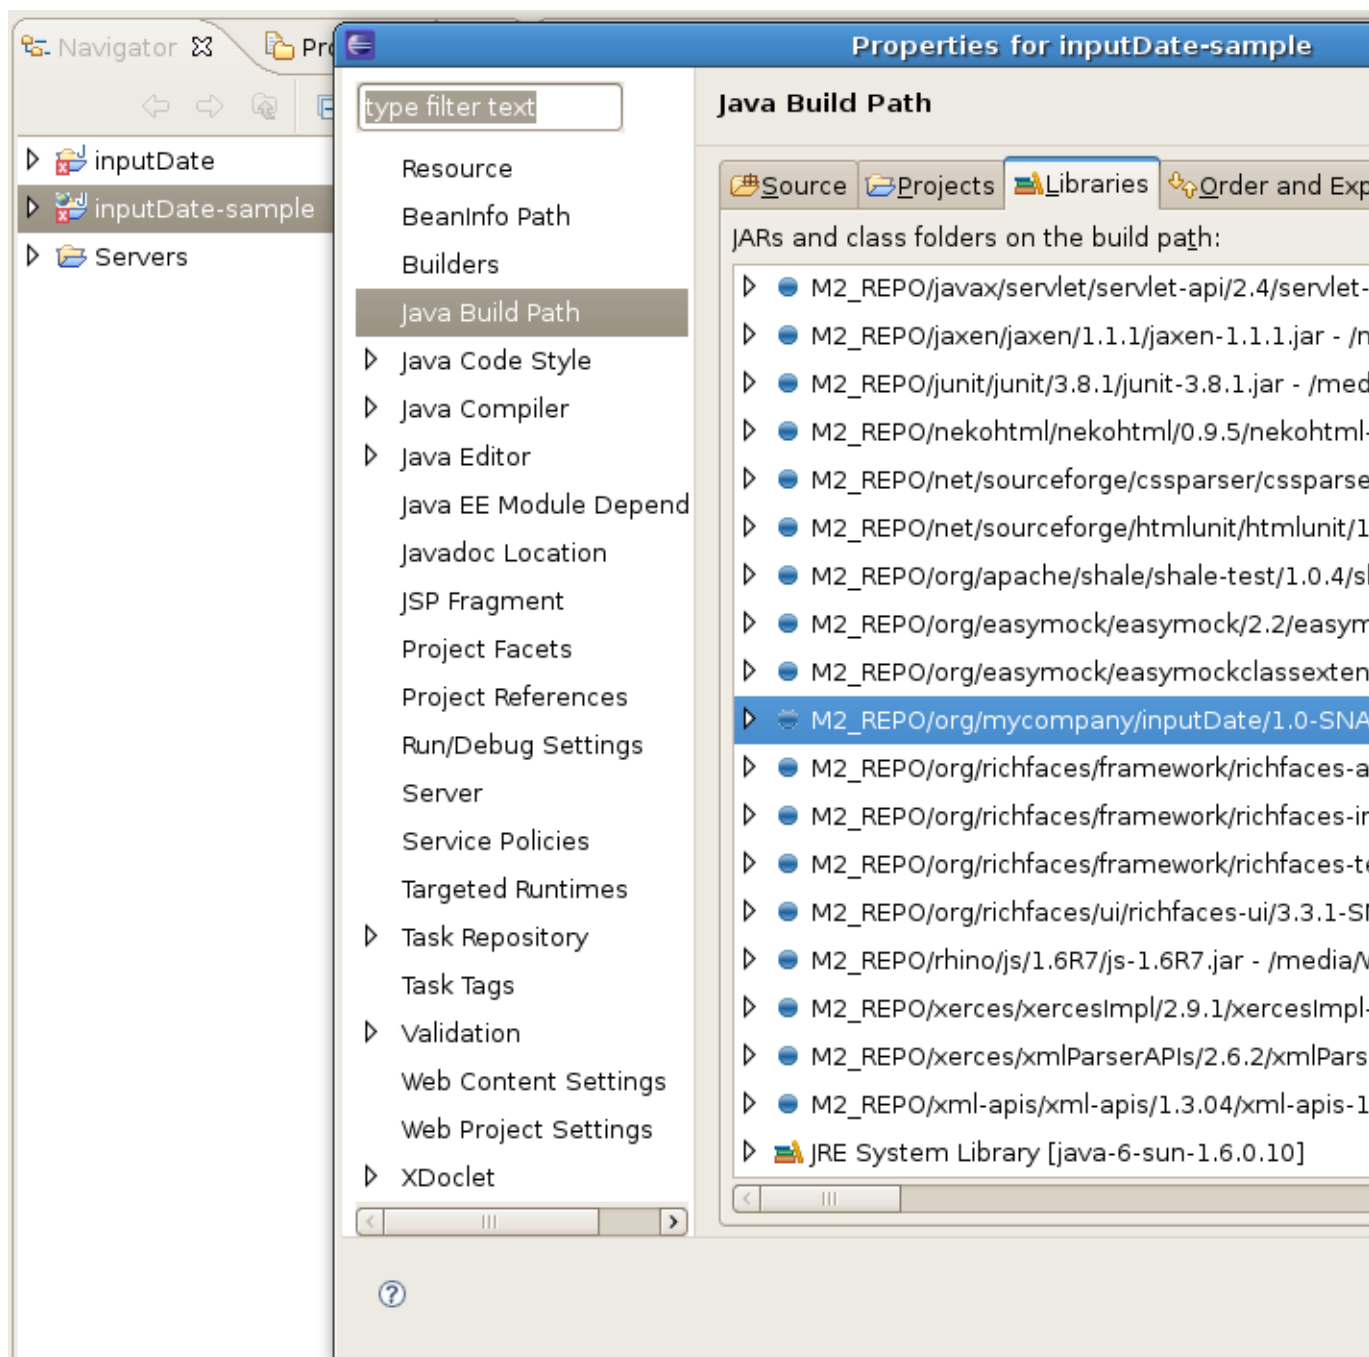 Navigator
Properties for inputDate-sample
type filter text
Java Build Path
inputDate
inputDate-sample
Servers
Resource
BeanInfo Path
Builders
Java Build Path
Java Code Style
Java Compiler
Java Editor
Java EE Module Depend
Javadoc Location
JSP Fragment
Project Facets
Project References
Run/Debug Settings
Server
Service Policies
Targeted Runtimes
Task Repository
Task Tags
Validation
Web Content Settings
Web Project Settings
XDoclet
Source Projects Libraries Order and Exp
JARs and class folders on the build path:
M2_REPO/javax/servlet/servlet-api/2.4/servlet-
M2_REPO/jaxen/jaxen/1.1.1/jaxen-1.1.1.jar - /m
M2_REPO/junit/junit/3.8.1/junit-3.8.1.jar - /med
M2_REPO/nekohtml/nekohtml/0.9.5/nekohtml-
M2_REPO/net/sourceforge/cssparser/cssparse
M2_REPO/net/sourceforge/htmlunit/htmlunit/1
M2_REPO/org/apache/shale/shale-test/1.0.4/sh
M2_REPO/org/easymock/easymock/2.2/easym
M2_REPO/org/easymock/easymockclassexten
M2_REPO/org/mycompany/inputDate/1.0-SNA
M2_REPO/org/richfaces/framework/richfaces-a
M2_REPO/org/richfaces/framework/richfaces-im
M2_REPO/org/richfaces/framework/richfaces-te
M2_REPO/org/richfaces/ui/richfaces-ui/3.3.1-SN
M2_REPO/rhino/js/1.6R7/js-1.6R7.jar - /media/
M2_REPO/xerces/xercesImpl/2.9.1/xercesImpl-
M2_REPO/xerces/xmlParserAPIs/2.6.2/xmlPars
M2_REPO/xml-apis/xml-apis/1.3.04/xml-apis-1
JRE System Library [java-6-sun-1.6.0.10]